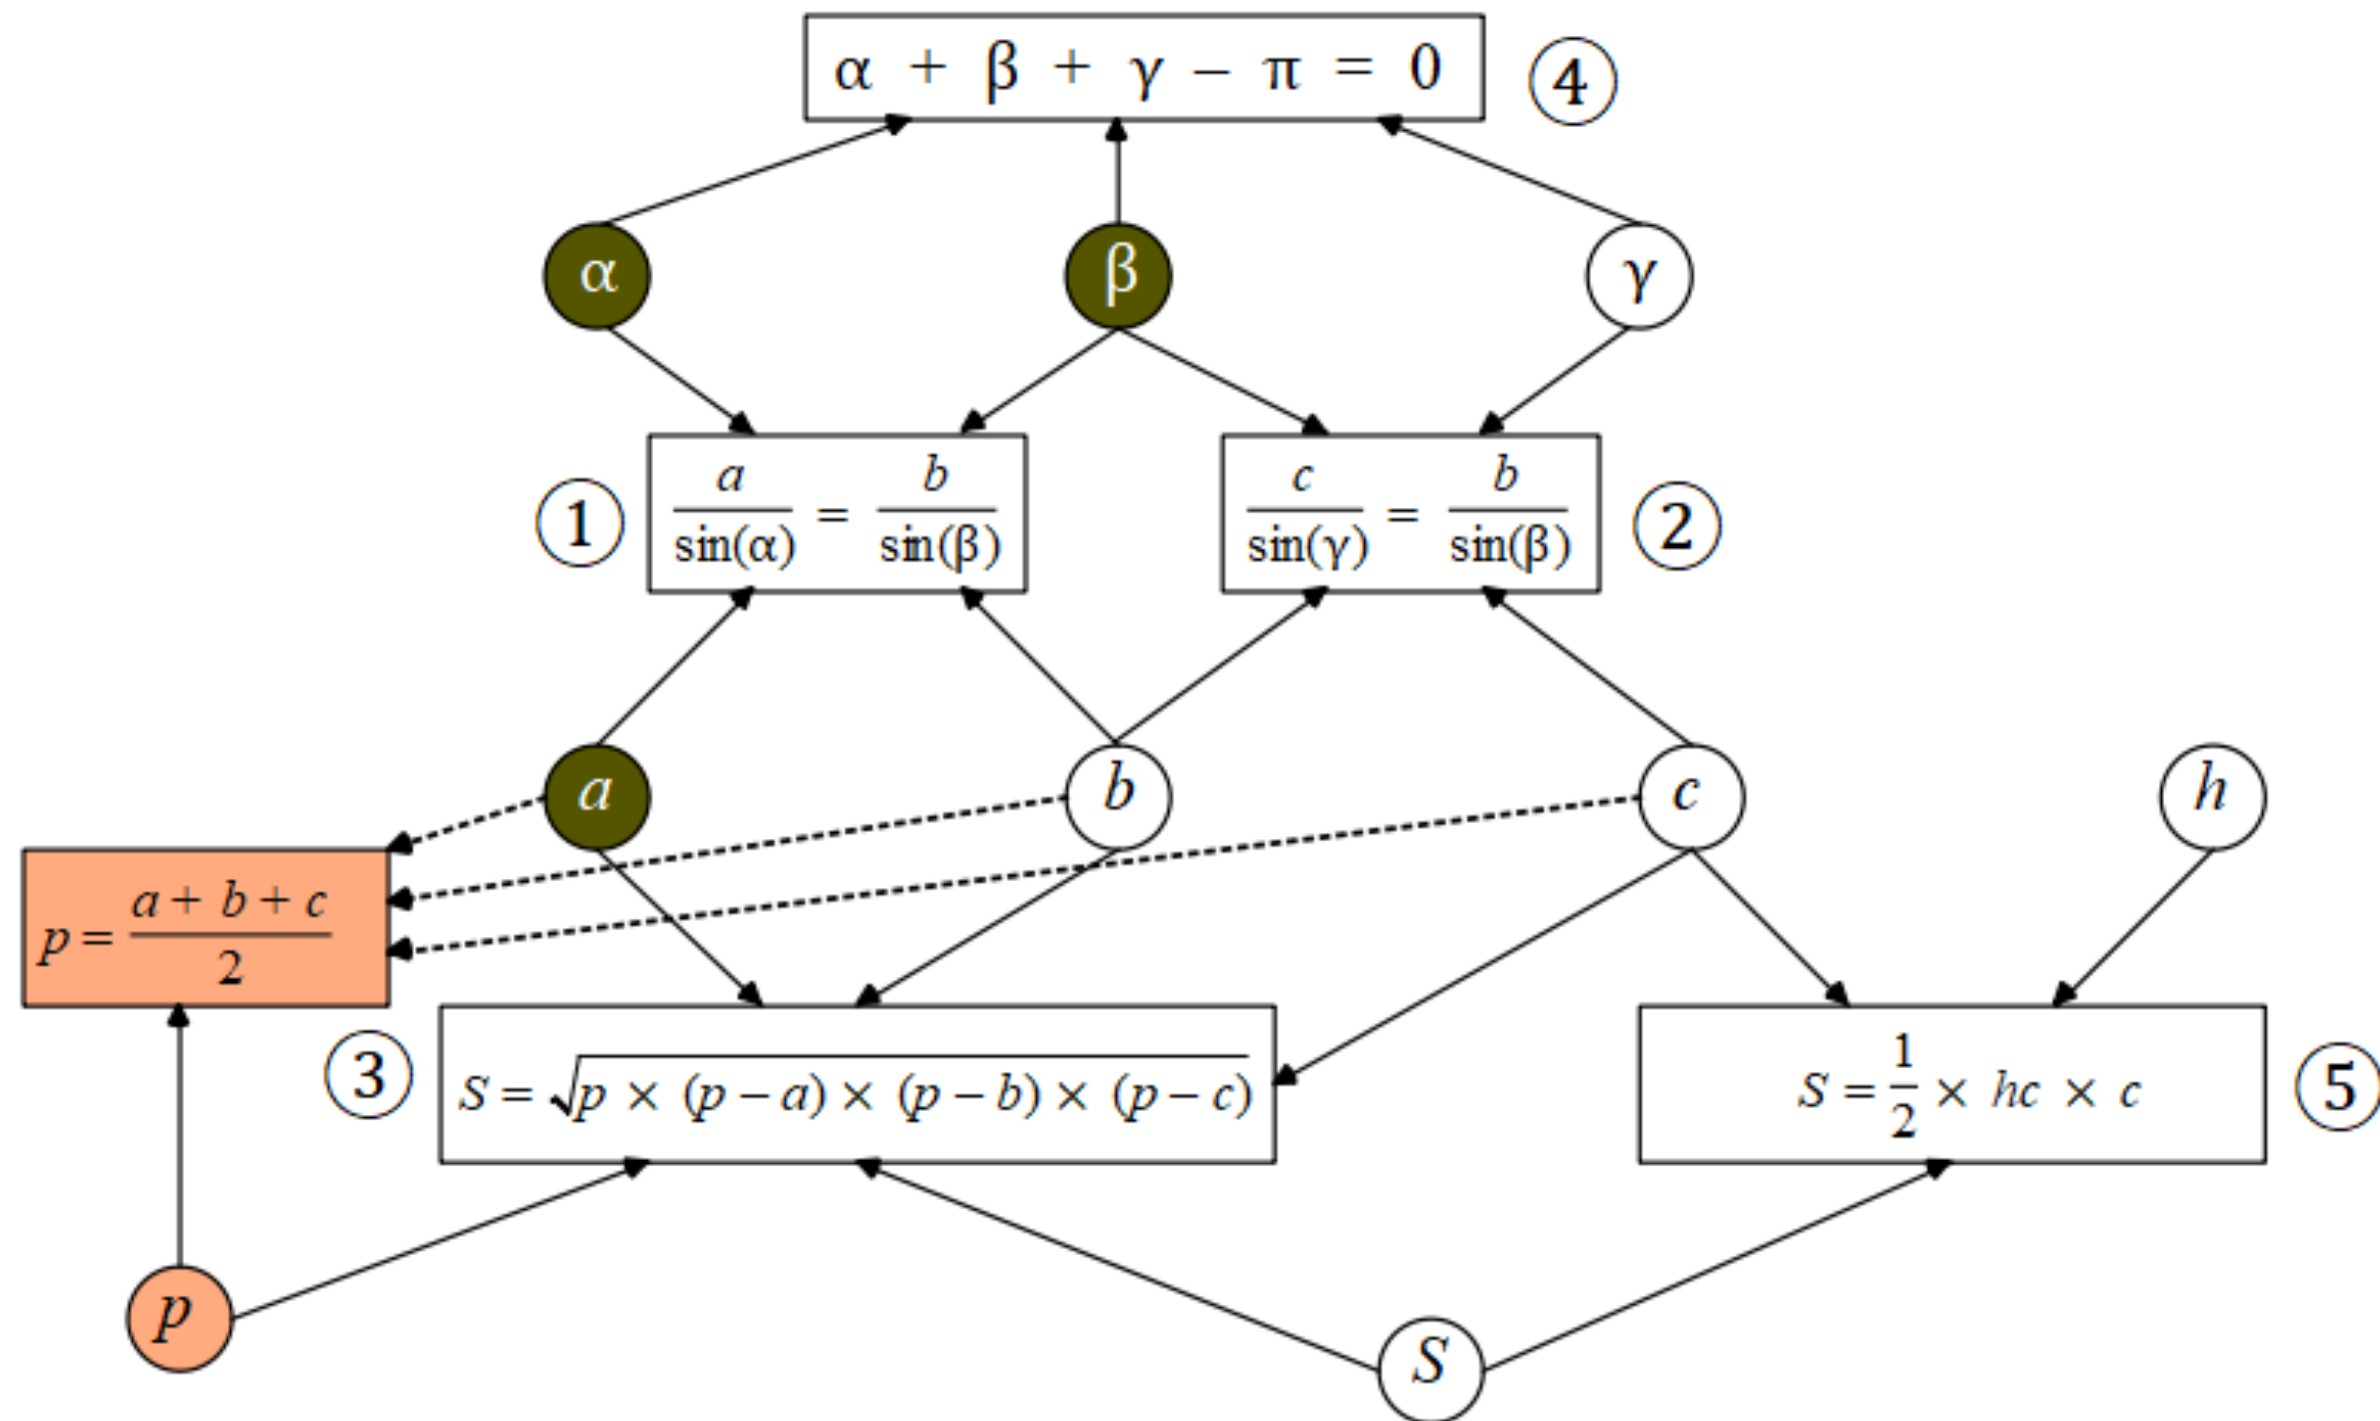 α + β + γ − π = 0 ④
α β γ
① a/sin(α) = b/sin(β)
c/sin(γ) = b/sin(β) ②
a b c h
p = (a + b + c)/2
③ S = √(p × (p − a) × (p − b) × (p − c))
S = 1/2 × hc × c ⑤
p
S